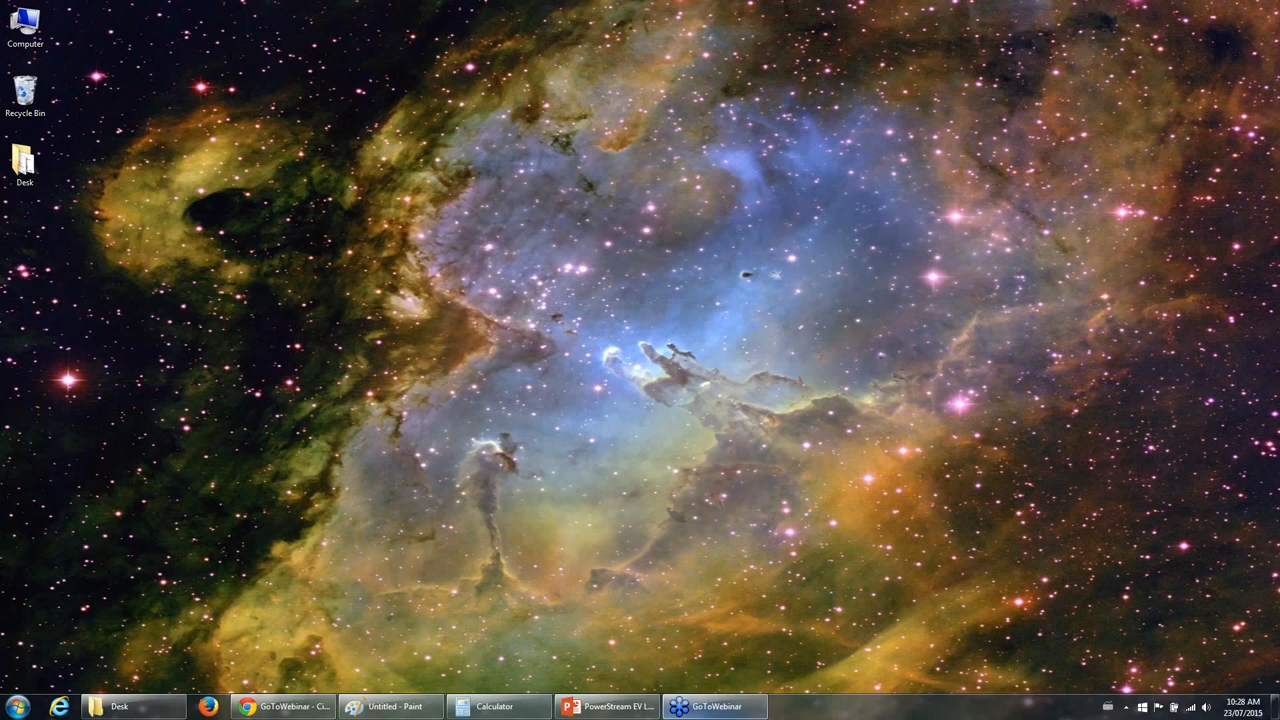 Computer
Recycle Bin
Desk
Desk
GoToWebinar - Ci...
Untitled - Paint
Calculator
PowerStream EV L...
GoToWebinar
10:28 AM
23/07/2015